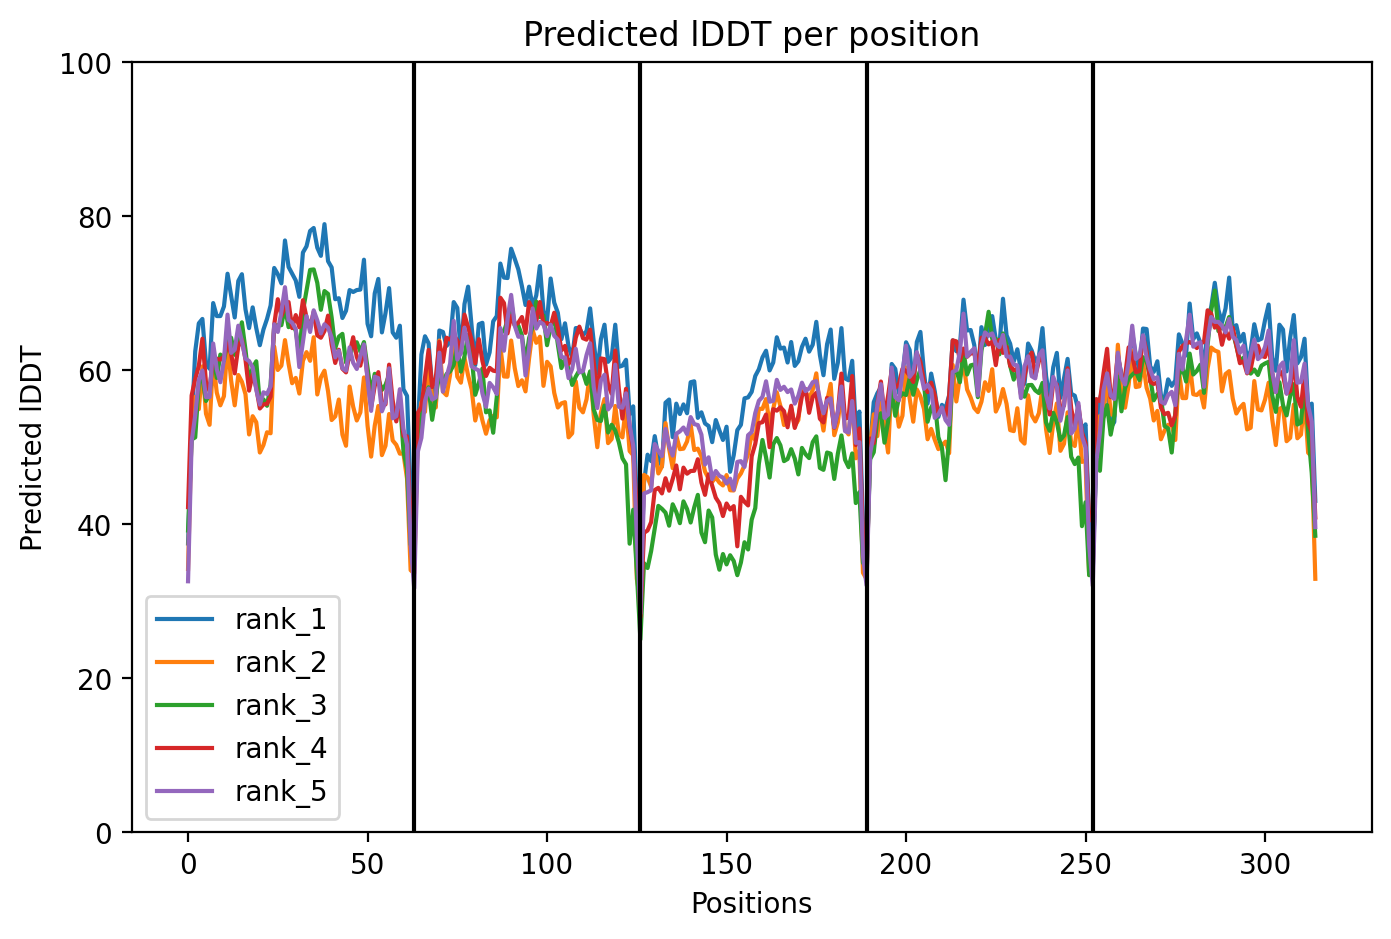 Predicted lDDT per position
Predicted lDDT
100
80
60
40
20
0
rank_1
rank_2
rank_3
rank_4
rank_5
0 50 100 150 200 250 300
Positions